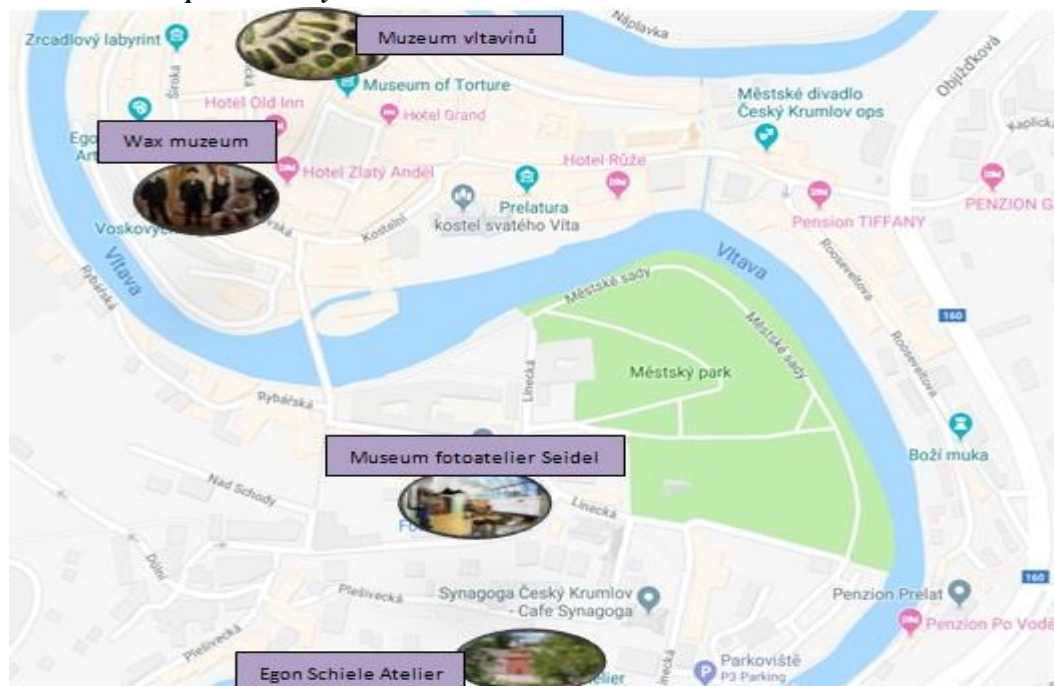 Zrcadlový labyrint
Muzeum vltavínů
Náplavka
Objížďková
Široká
Museum of Torture
Městské divadlo
Český Krumlov ops
Kaplická
Hotel Old Inn
Hotel Grand
Wax muzeum
Hotel Růže
Hotel Zlatý Anděl
Prelatura
Pension TIFFANY
kostel svatého Víta
Kostelní
Vltava
Vltava
Rybářská
Rooseveltova
Městské sady
Městské sady
160
Linecká
Městský park
Rooseveltova
Rybářská
Museum fotoatelier Seidel
Boží muka
Nad Schody
Linecká
Dólní
160
Plešivecká
Synagoga Český Krumlov
- Cafe Synagoga
Penzion Prelat
Penzion Po Vodě
Plešivecká
Egon Schiele Atelier
Linecká
Parkoviště
P3 Parking